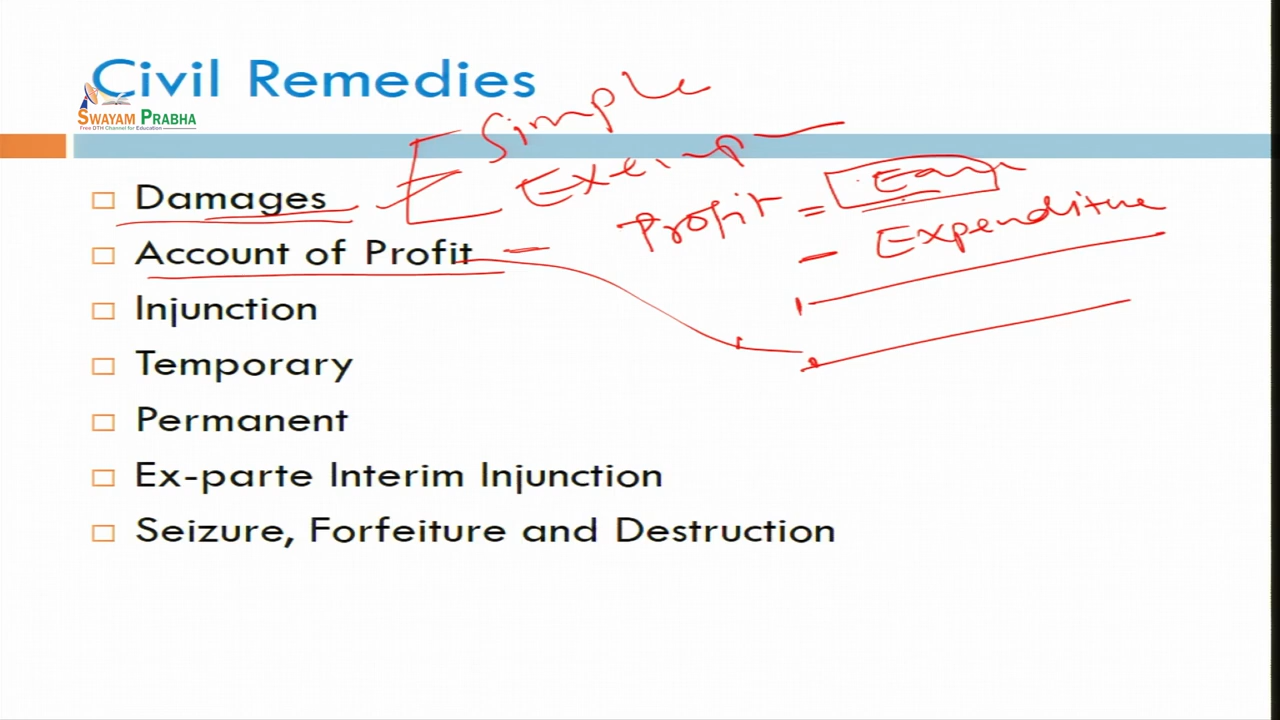 Civil Remedies
SWAYAM PRABHA
Free DTH Channel for Education
Simple
Damages
Profit = Earn
- Expenditure
Account of Profit -
Injunction
Temporary
Permanent
Ex-parte Interim Injunction
Seizure, Forfeiture and Destruction